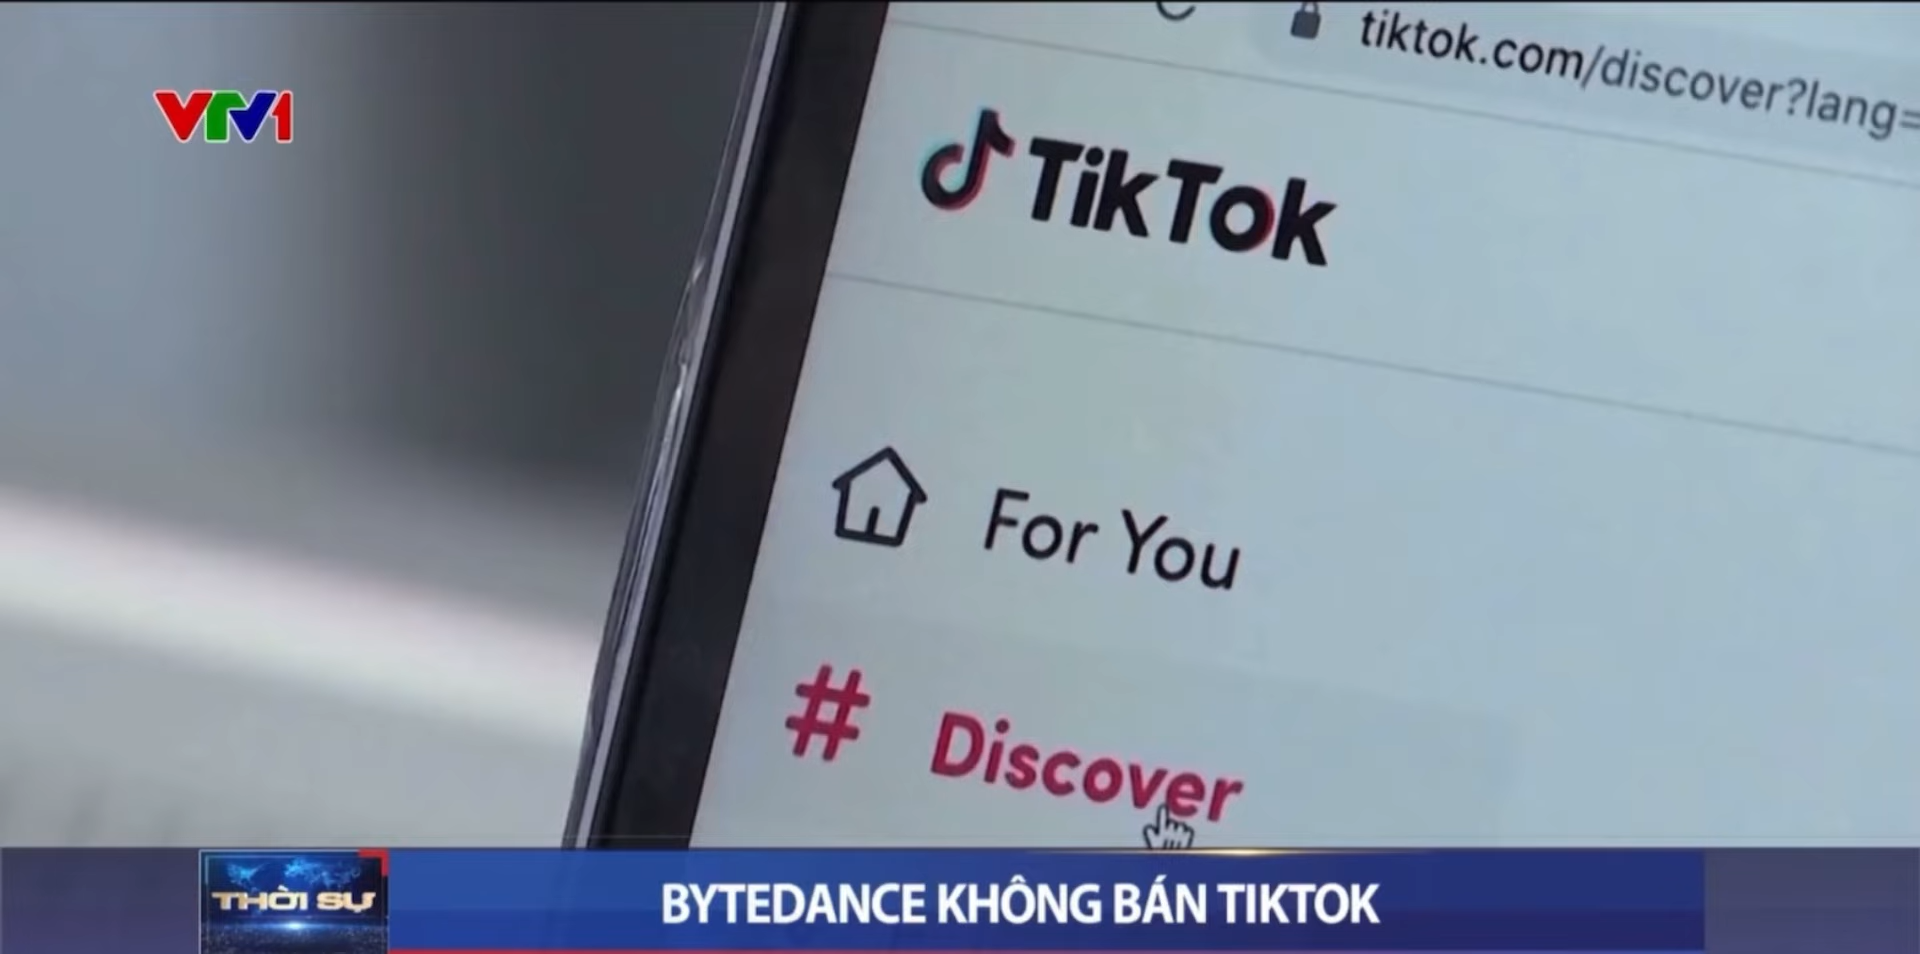 tiktok.com/discover?lang=
VTV1
TikTok
For You
# Discover
THỜI SỰ
BYTEDANCE KHÔNG BÁN TIKTOK